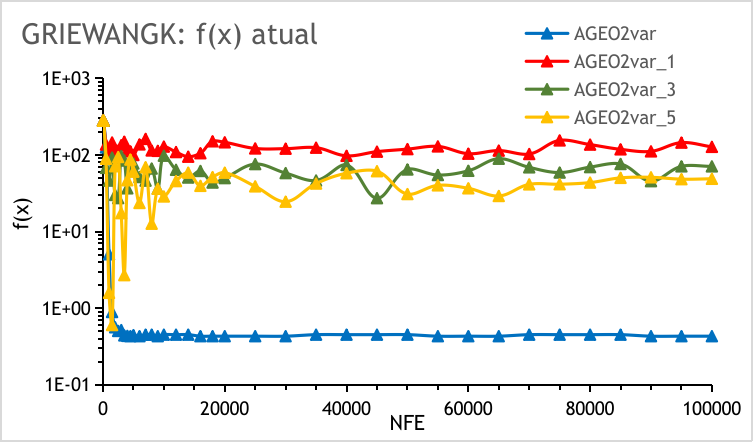 GRIEWANGK: f(x) atual
AGEO2var
AGEO2var_1
AGEO2var_3
AGEO2var_5
1E+03
1E+02
1E+01
1E+00
1E-01
f(x)
0 20000 40000 60000 80000 100000
NFE